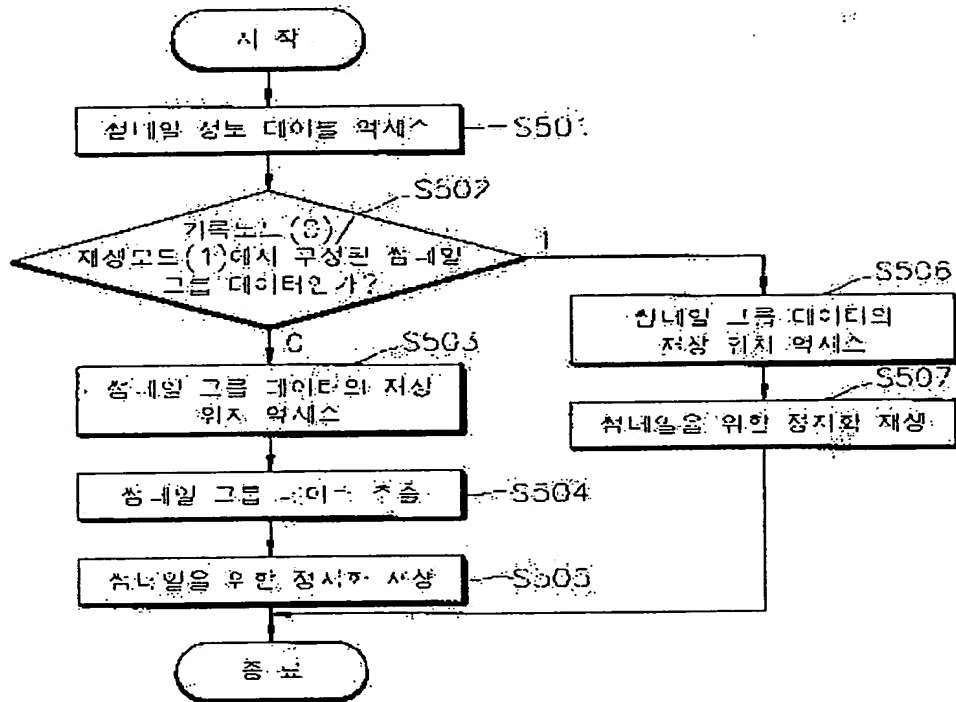 시 작
썸네일 정보 데이블 억세스
S501
S502
기록모드(0)/
재생모드(1)에서 구성된 썸네일
그룹 데이터인가?
1
0
S503
썸네일 그룹 데이터의 저장
위치 억세스
S504
썸네일 그룹 추출
S505
썸네일을 위한 정지화
S506
썸네일 그룹 데이터의
저장 위치 억세스
S507
썸네일을 위한 정지화 재생
종 료